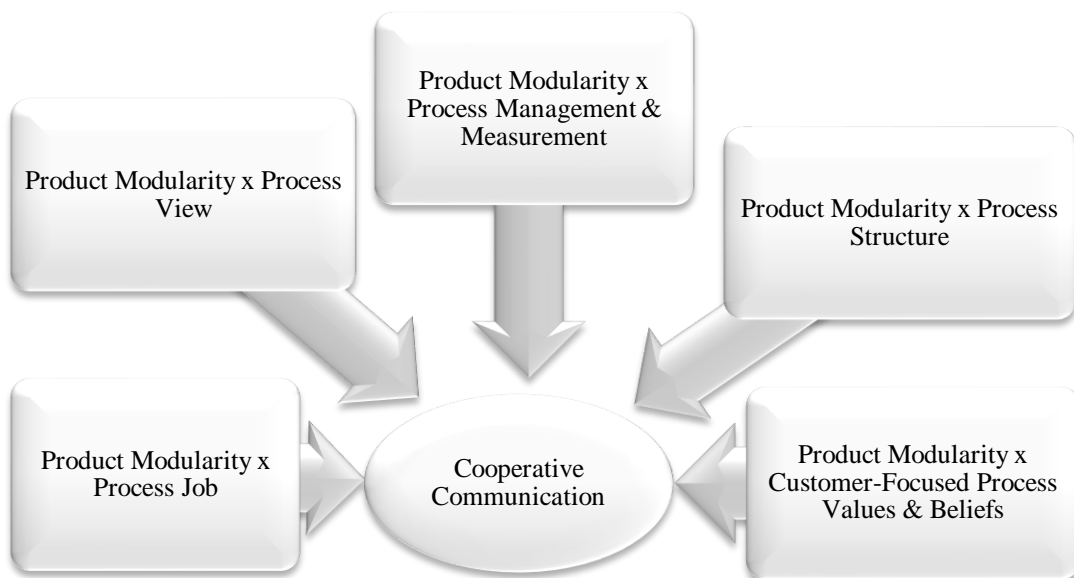 Product Modularity x
Process Management &
Measurement
Product Modularity x Process
View
Product Modularity x Process
Structure
Product Modularity x
Process Job
Cooperative
Communication
Product Modularity x
Customer-Focused Process
Values & Beliefs